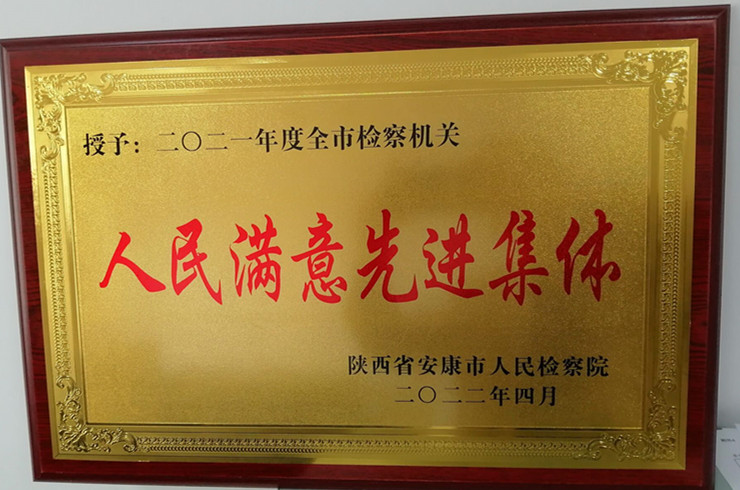 授予：二〇二一年度全市检察机关
人民满意先进集体
陕西省安康市人民检察院
二〇二二年四月